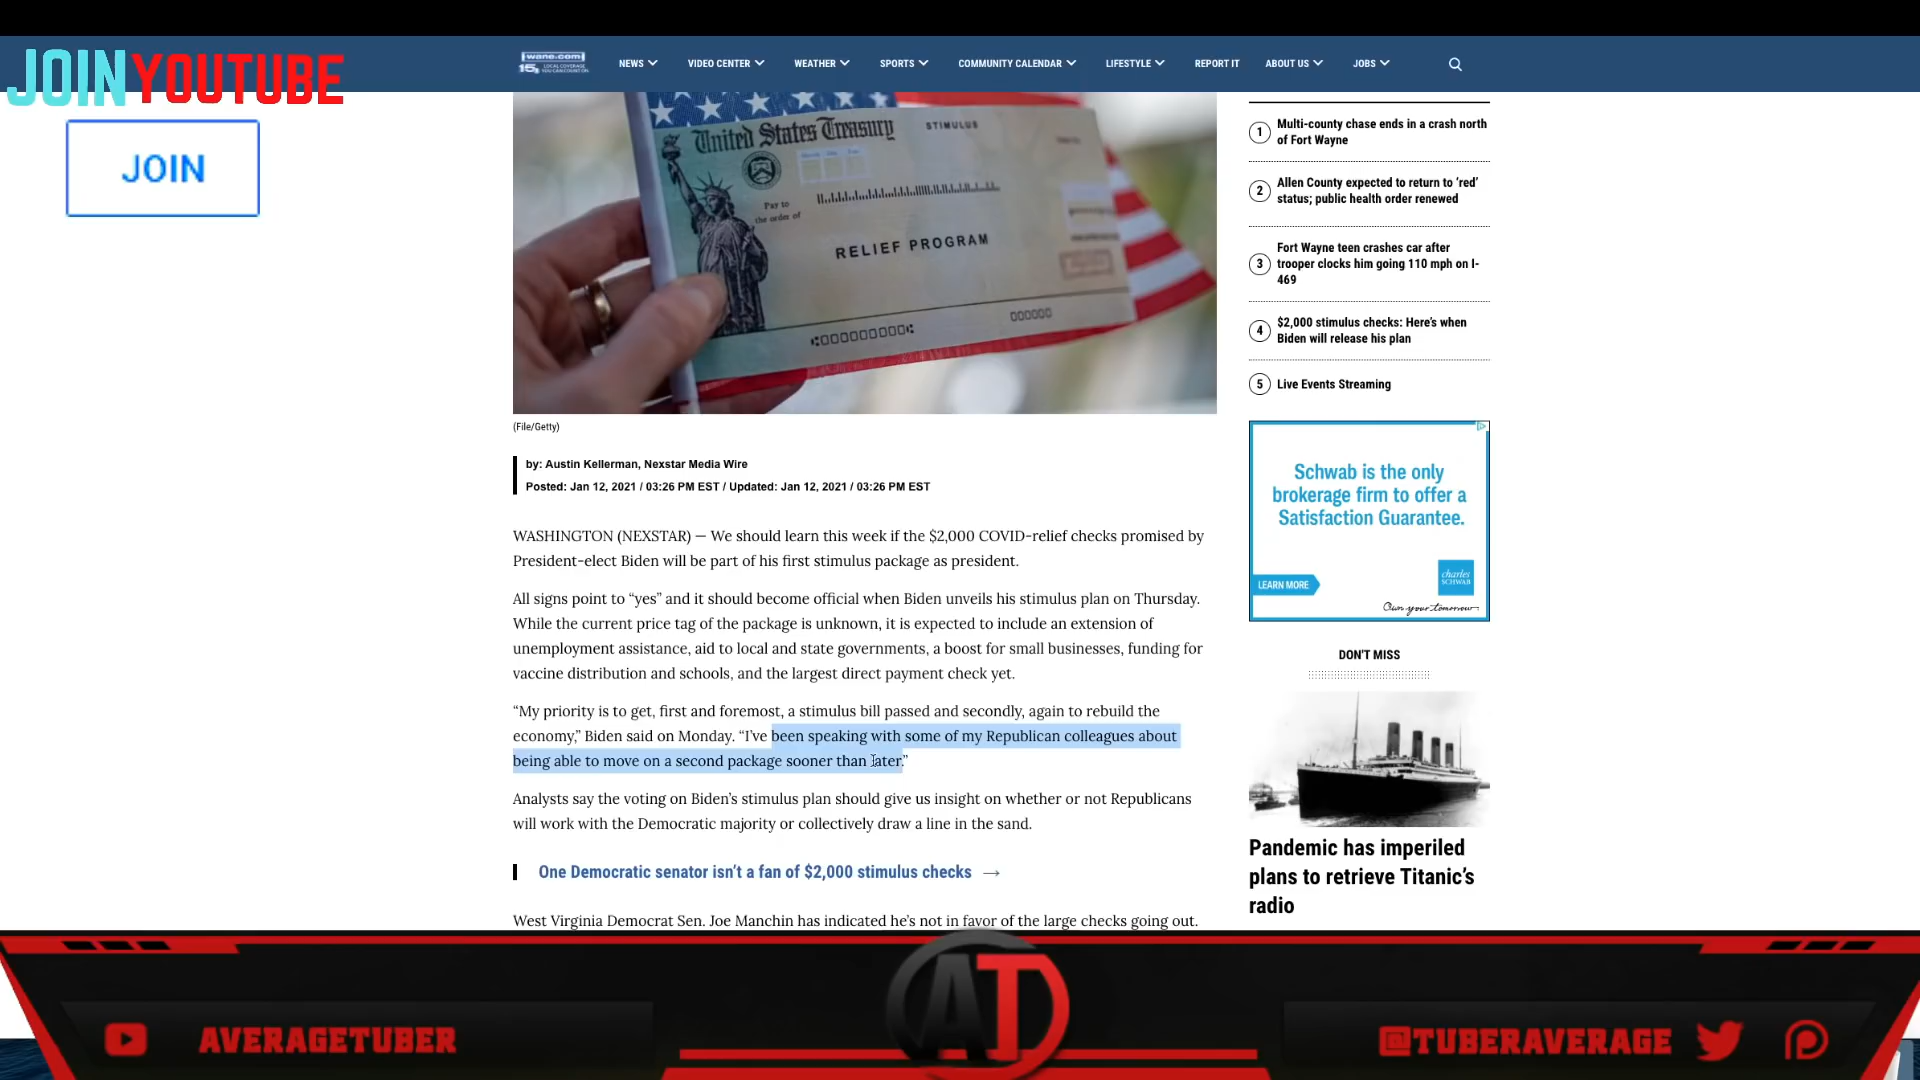 JOINYOUTUBE
JOIN
wane.com
15
NEWS
VIDEO CENTER
WEATHER
SPORTS
COMMUNITY CALENDAR
LIFESTYLE
REPORT IT
ABOUT US
JOBS
United States Treasury
STIMULUS
Pay to
the order of
RELIEF PROGRAM
000000
(File/Getty)
by: Austin Kellerman, Nexstar Media Wire
Posted: Jan 12, 2021 / 03:26 PM EST / Updated: Jan 12, 2021 / 03:26 PM EST
WASHINGTON (NEXSTAR) — We should learn this week if the $2,000 COVID-relief checks promised by
President-elect Biden will be part of his first stimulus package as president.
All signs point to “yes” and it should become official when Biden unveils his stimulus plan on Thursday.
While the current price tag of the package is unknown, it is expected to include an extension of
unemployment assistance, aid to local and state governments, a boost for small businesses, funding for
vaccine distribution and schools, and the largest direct payment check yet.
“My priority is to get, first and foremost, a stimulus bill passed and secondly, again to rebuild the
economy,” Biden said on Monday. “I’ve been speaking with some of my Republican colleagues about
being able to move on a second package sooner than later.”
Analysts say the voting on Biden’s stimulus plan should give us insight on whether or not Republicans
will work with the Democratic majority or collectively draw a line in the sand.
One Democratic senator isn’t a fan of $2,000 stimulus checks →
West Virginia Democrat Sen. Joe Manchin has indicated he’s not in favor of the large checks going out.
1 Multi-county chase ends in a crash north
of Fort Wayne
2 Allen County expected to return to ‘red’
status; public health order renewed
3 Fort Wayne teen crashes car after
trooper clocks him going 110 mph on I-
469
4 $2,000 stimulus checks: Here’s when
Biden will release his plan
5 Live Events Streaming
Schwab is the only
brokerage firm to offer a
Satisfaction Guarantee.
LEARN MORE
charles
SCHWAB
Own your tomorrow
DON'T MISS
Pandemic has imperiled
plans to retrieve Titanic’s
radio
AVERAGETUBER
AT
@TUBERAVERAGE